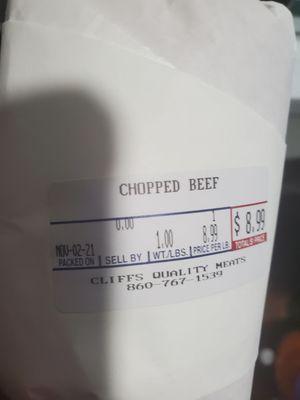 CHOPPED BEEF
0.00 1
NOV-02-21 1.00 8.99 $ 8.99
PACKED ON SELL BY WT./LBS. PRICE PER LB. TOTAL $ PRICE
CLIFFS QUALITY MEATS
860-767-1539